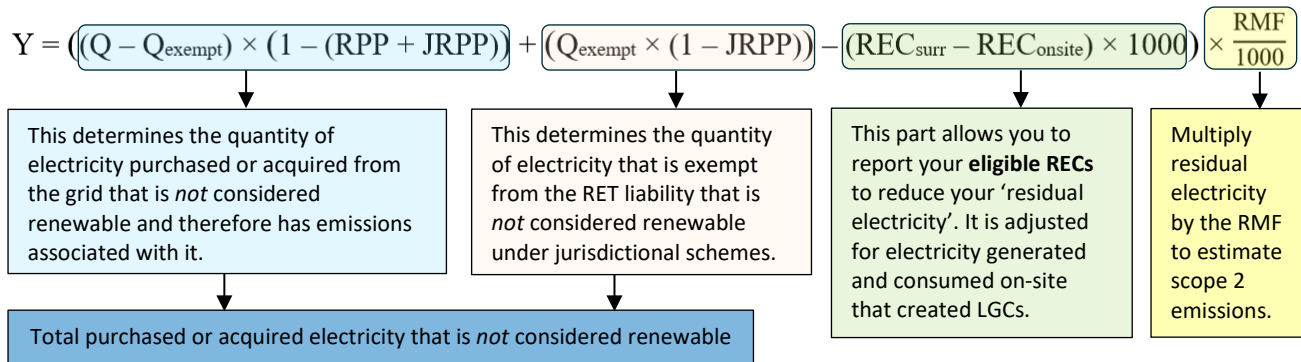 Y = ((Q – Qexempt) × (1 – (RPP + JRPP)) + (Qexempt × (1 – JRPP)) – (RECsurr – REConsite) × 1000) × RMF/1000
This determines the quantity of
electricity purchased or acquired from
the grid that is not considered
renewable and therefore has emissions
associated with it.
This determines the quantity
of electricity that is exempt
from the RET liability that is
not considered renewable
under jurisdictional schemes.
This part allows you to
report your eligible RECs
to reduce your ‘residual
electricity’. It is adjusted
for electricity generated
and consumed on-site
that created LGCs.
Multiply
residual
electricity
by the RMF
to estimate
scope 2
emissions.
Total purchased or acquired electricity that is not considered renewable